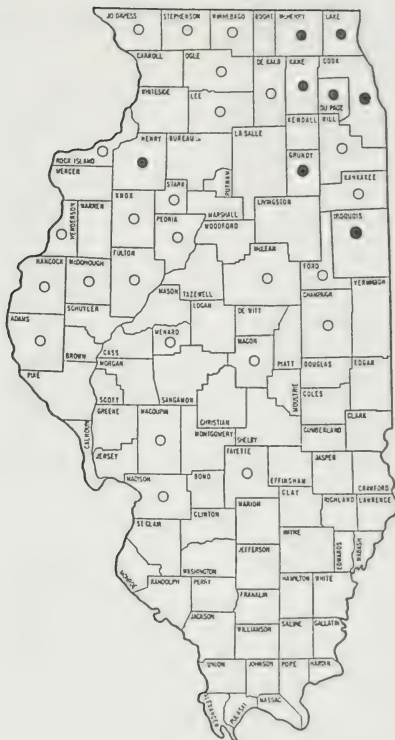 JO DAVIESS STEPHENSON WINNEBAGO BOONE McHENRY LAKE
CARROLL OGLE DE KALB KANE COOK
WHITESIDE LEE DU PAGE
KENDALL WILL
HENRY BUREAU LA SALLE
ROCK ISLAND GRUNDY
MERCER STARK PUTNAM KANKAKEE
KNOX
HENDERSON WARREN PEORIA MARSHALL LIVINGSTON IROQUOIS
WOODFORD
HANCOCK McDONOUGH FULTON McLEAN FORD
MASON TAZEWELL CHAMPAIGN VERMILION
ADAMS SCHUYLER LOGAN DE WITT
MENARD MACON
BROWN CASS PIATT DOUGLAS EDGAR
PIKE MORGAN
SCOTT SANGAMON MOULTRIE COLES
GREENE MACOUPIN CHRISTIAN CLARK
CALHOUN MONTGOMERY SHELBY CUMBERLAND
JERSEY FAYETTE JASPER
EFFINGHAM CRAWFORD
MADISON BOND CLAY RICHLAND LAWRENCE
CLINTON MARION
ST CLAIR WAYNE EDWARDS WABASH
JEFFERSON
MONROE WASHINGTON
RANDOLPH PERRY HAMILTON WHITE
FRANKLIN
JACKSON
WILLIAMSON SALINE GALLATIN
UNION JOHNSON POPE HARDIN
ALEXANDER PULASKI MASSAC